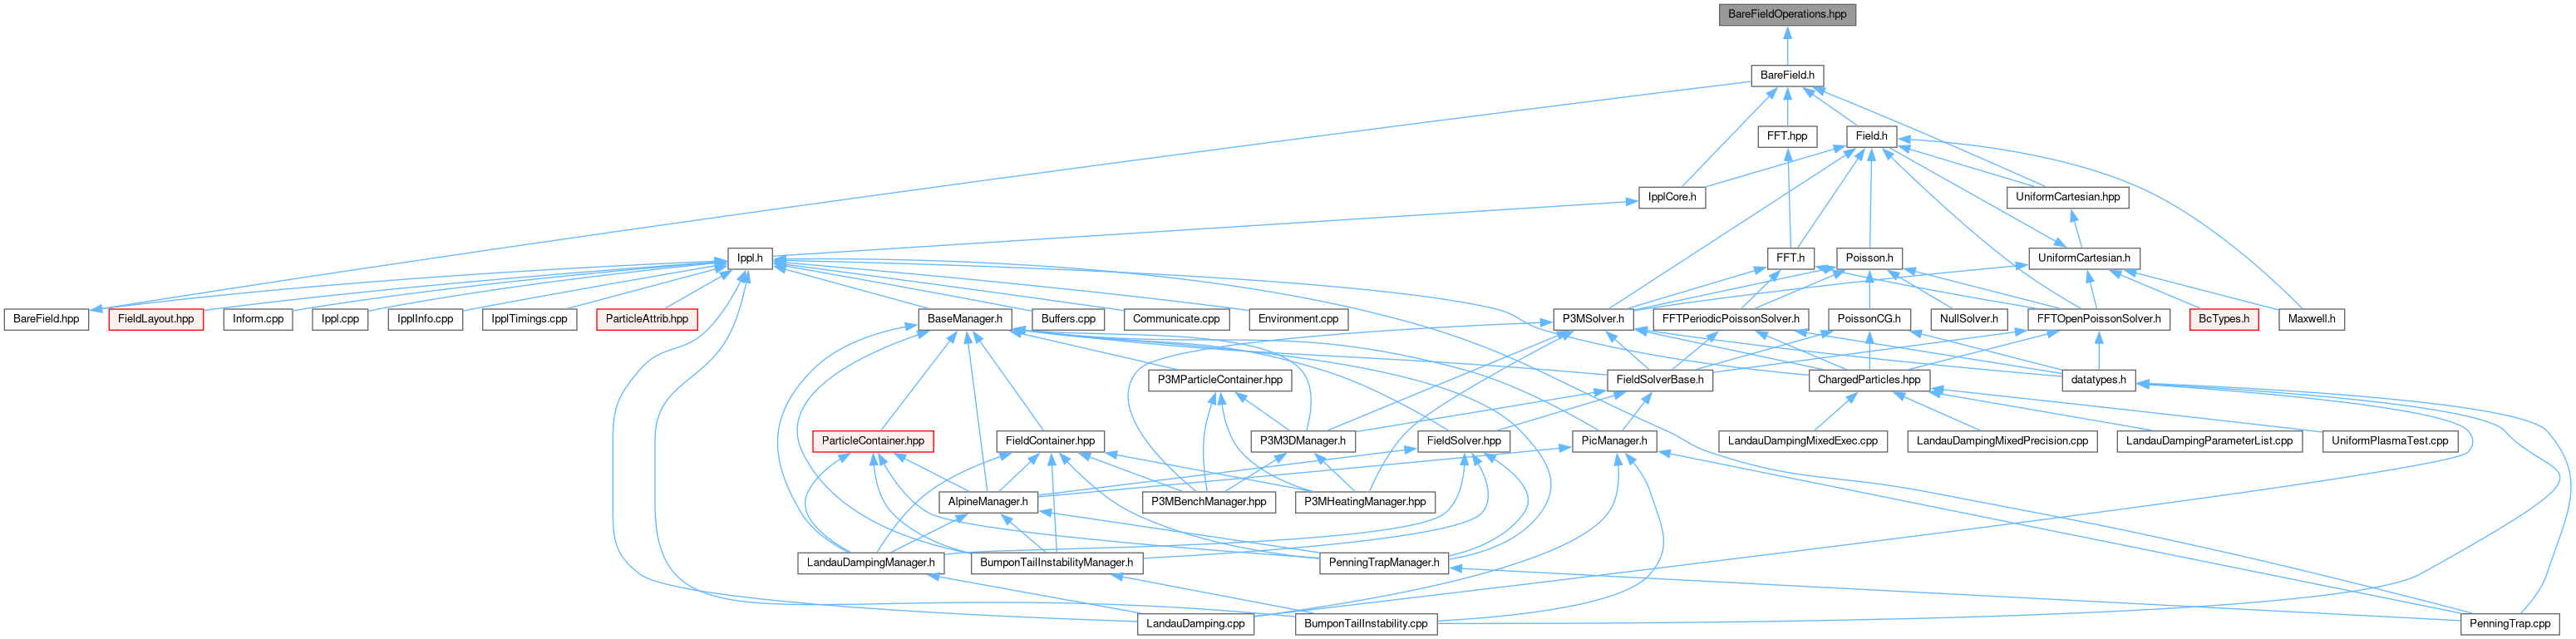 BareFieldOperations.hpp
BareField.h
FFT.hpp
Field.h
IpplCore.h
UniformCartesian.hpp
Ippl.h
FFT.h
Poisson.h
UniformCartesian.h
BareField.hpp
FieldLayout.hpp
Inform.cpp
Ippl.cpp
IpplInfo.cpp
IpplTimings.cpp
ParticleAttrib.hpp
BaseManager.h
Buffers.cpp
Communicate.cpp
Environment.cpp
P3MSolver.h
FFTPeriodicPoissonSolver.h
PoissonCG.h
NullSolver.h
FFTOpenPoissonSolver.h
BcTypes.h
Maxwell.h
P3MParticleContainer.hpp
FieldSolverBase.h
ChargedParticles.hpp
datatypes.h
ParticleContainer.hpp
FieldContainer.hpp
P3M3DManager.h
FieldSolver.hpp
PicManager.h
LandauDampingMixedExec.cpp
LandauDampingMixedPrecision.cpp
LandauDampingParameterList.cpp
UniformPlasmaTest.cpp
AlpineManager.h
P3MBenchManager.hpp
P3MHeatingManager.hpp
LandauDampingManager.h
BumponTailInstabilityManager.h
PenningTrapManager.h
LandauDamping.cpp
BumponTailInstability.cpp
PenningTrap.cpp